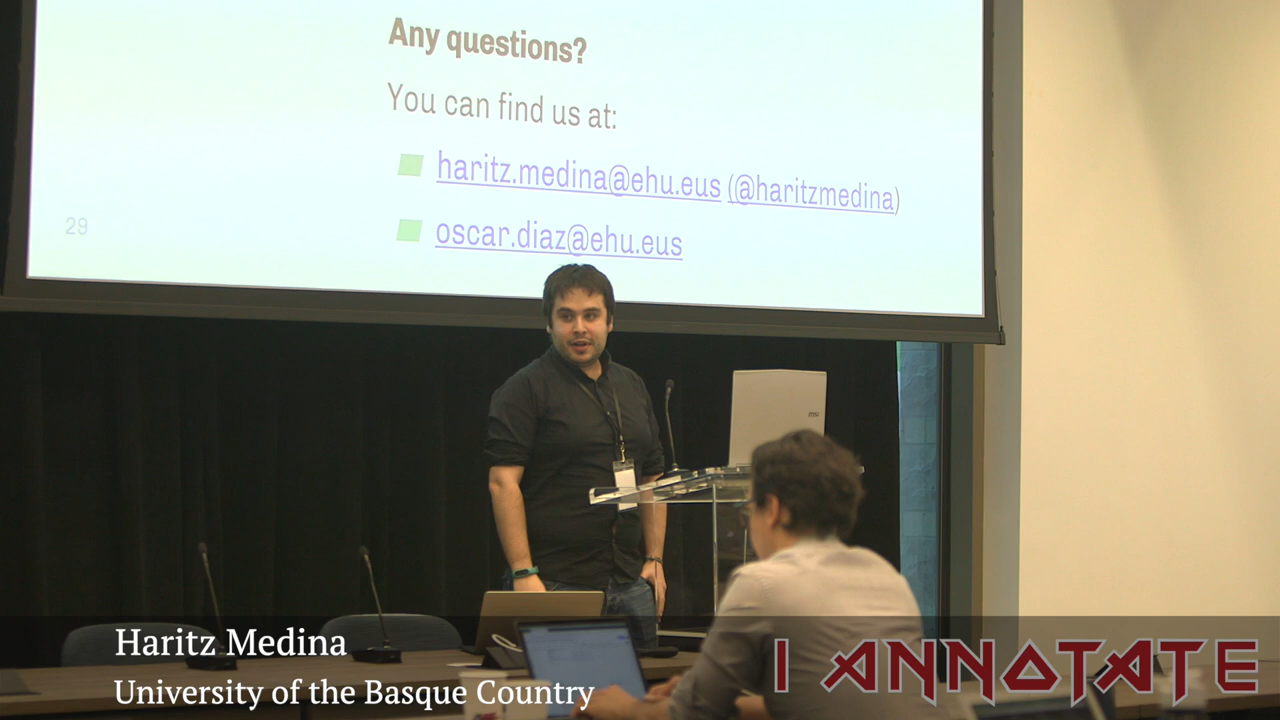 Any questions?
You can find us at:
haritz.medina@ehu.eus (@haritzmedina)
oscar.diaz@ehu.eus
29
msi
Haritz Medina
University of the Basque Country
I ANNOTATE